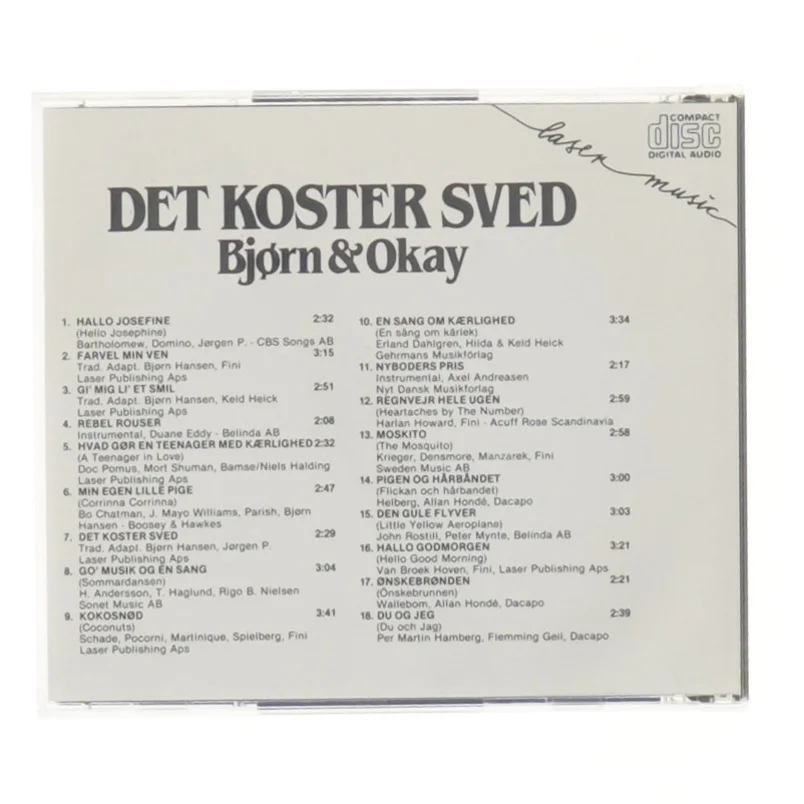 laser music
COMPACT
disc
DIGITAL AUDIO
DET KOSTER SVED
Bjørn & Okay
1. HALLO JOSEFINE 2:32
(Hello Josephine)
Bartholomew, Domino, Jørgen P. - CBS Songs AB
2. FARVEL MIN VEN 3:15
Trad. Adapt. Bjørn Hansen, Fini
Laser Publishing Aps
3. GI' MIG LI' ET SMIL 2:51
Trad. Adapt. Bjørn Hansen, Keld Heick
Laser Publishing Aps
4. REBEL ROUSER 2:08
Instrumental, Duane Eddy - Belinda AB
5. HVAD GØR EN TEENAGER MED KÆRLIGHED 2:32
(A Teenager in Love)
Doc Pomus, Mort Shuman, Bamse/Niels Halding
Laser Publishing Aps
6. MIN EGEN LILLE PIGE 2:47
(Corrinna Corrinna)
Bo Chatman, J. Mayo Williams, Parish, Bjørn
Hansen - Boosey & Hawkes
7. DET KOSTER SVED 2:29
Trad. Adapt. Bjørn Hansen, Jørgen P.
Laser Publishing Aps
8. GO' MUSIK OG EN SANG 3:04
(Sommardansen)
H. Andersson, T. Haglund, Rigo B. Nielsen
Sonet Music AB
9. KOKOSNØD 3:41
(Coconuts)
Schade, Pocorni, Martinique, Spielberg, Fini
Laser Publishing Aps
10. EN SANG OM KÆRLIGHED 3:34
(En sång om kärlek)
Erland Dahlgren, Hilda & Keld Heick
Gehrmans Musikförlag
11. NYBODERS PRIS 2:17
Instrumental, Axel Andreasen
Nyt Dansk Musikforlag
12. REGNVEJR HELE UGEN 2:59
(Heartaches by The Number)
Harlan Howard, Fini - Acuff Rose Scandinavia
13. MOSKITO 2:58
(The Mosquito)
Krieger, Densmore, Manzarek, Fini
Sweden Music AB
14. PIGEN OG HÅRBÅNDET 3:00
(Flickan och hårbandet)
Helberg, Allan Hondé, Dacapo
15. DEN GULE FLYVER 3:03
(Little Yellow Aeroplane)
John Rostill, Peter Mynte, Belinda AB
16. HALLO GODMORGEN 3:21
(Hello Good Morning)
Van Broek Hoven, Fini, Laser Publishing Aps
17. ØNSKEBRØNDEN 2:21
(Önskebrunnen)
Wallebom, Allan Hondé, Dacapo
18. DU OG JEG 2:39
(Du och Jag)
Per Martin Hamberg, Flemming Geil, Dacapo